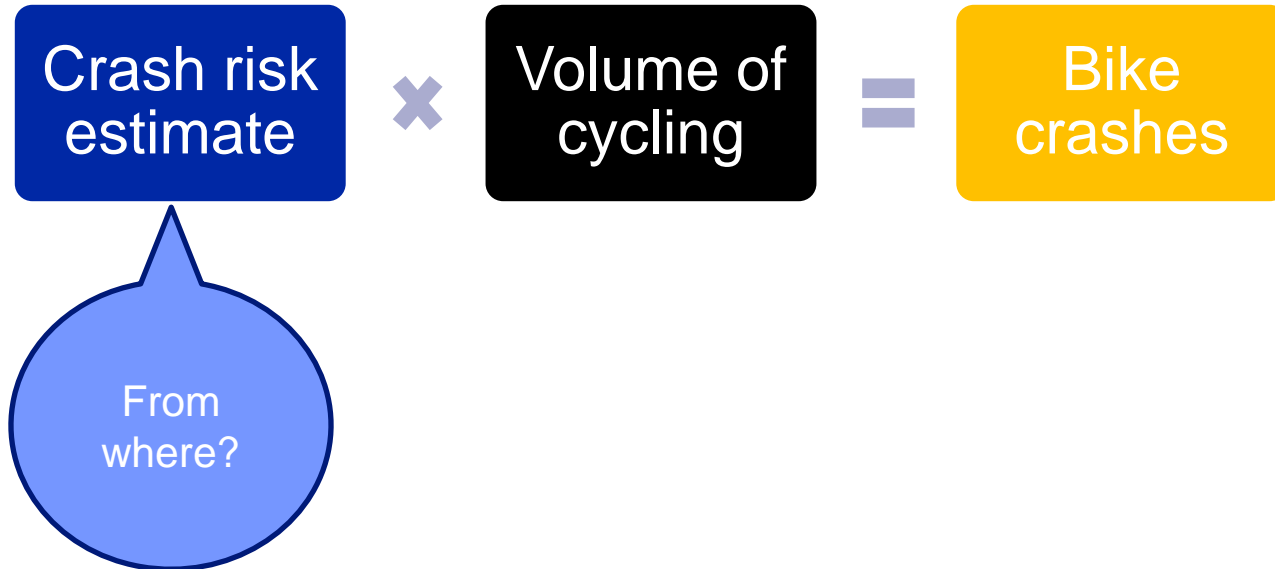 Crash risk
estimate
×
Volume of
cycling
=
Bike
crashes
From
where?